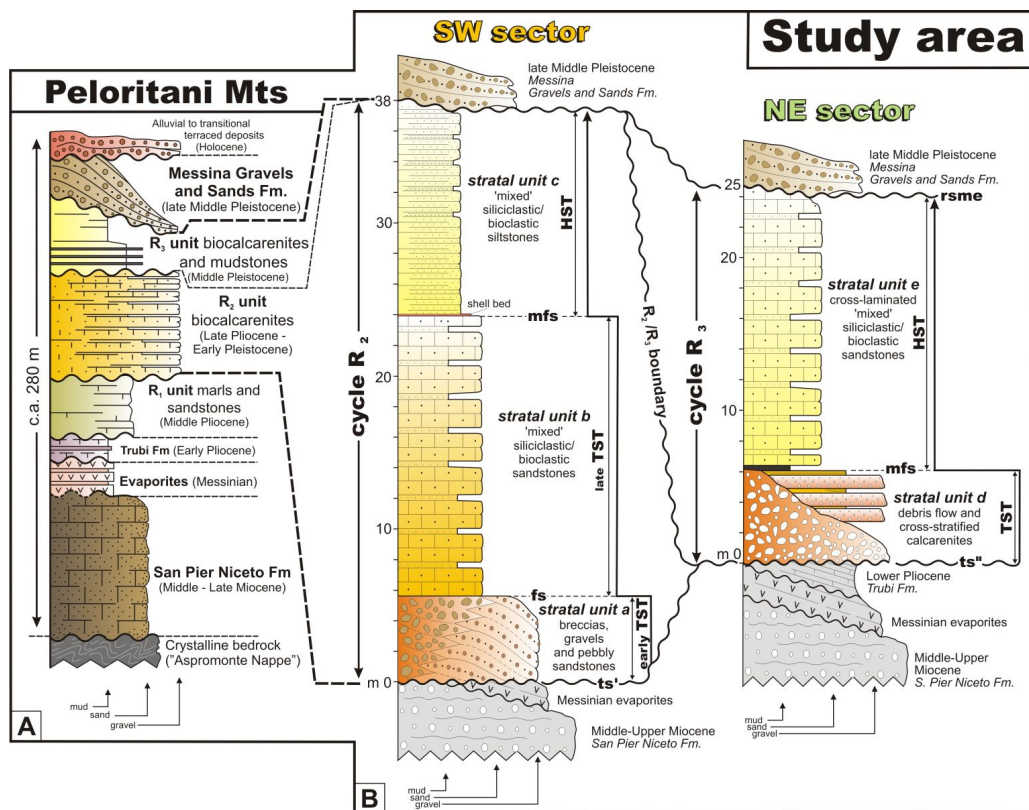 SW sector
Study area
Peloritani Mts
NE sector
Alluvial to transitional
terraced deposits
(Holocene)
Messina Gravels
and Sands Fm.
(late Middle Pleistocene)
R3 unit biocalcarenites
and mudstones
(Middle Pleistocene)
R2 unit
biocalcarenites
(Late Pliocene -
Early Pleistocene)
R1 unit marls and
sandstones
(Middle Pliocene)
Trubi Fm (Early Pliocene)
Evaporites (Messinian)
San Pier Niceto Fm
(Middle - Late Miocene)
Crystalline bedrock
("Aspromonte Nappe")
c.a. 280 m
mud
sand
gravel
A
late Middle Pleistocene
Messina
Gravels and Sands Fm.
38
30
20
10
m 0
cycle R2
stratal unit c
'mixed'
siliciclastic/
bioclastic
siltstones
HST
shell bed
mfs
stratal unit b
'mixed'
siliciclastic/
bioclastic
sandstones
late TST
fs
stratal unit a
breccias,
gravels
and pebbly
sandstones
early TST
ts'
Messinian evaporites
Middle-Upper Miocene
San Pier Niceto Fm.
mud
sand
gravel
B
R2/R3 boundary
late Middle Pleistocene
Messina
Gravels and Sands Fm.
25
rsme
20
10
m 0
cycle R3
stratal unit e
cross-laminated
'mixed'
siliciclastic/
bioclastic
sandstones
HST
mfs
stratal unit d
debris flow and
cross-stratified
calcarenites
TST
ts"
Lower Pliocene
Trubi Fm.
Messinian evaporites
Middle-Upper
Miocene
S. Pier Niceto Fm.
mud
sand
gravel